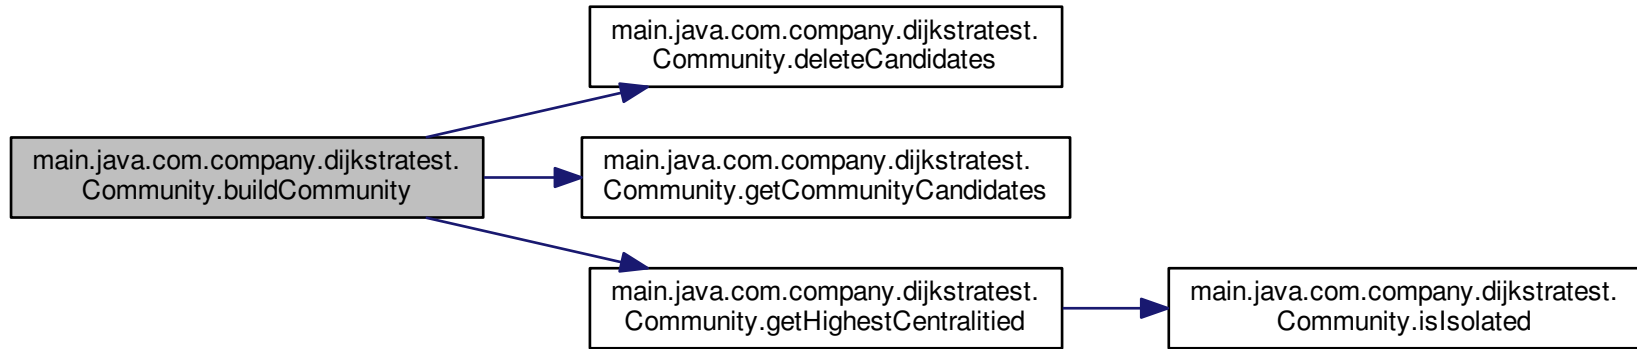 main.java.com.company.dijkstratest.
Community.buildCommunity
main.java.com.company.dijkstratest.
Community.deleteCandidates
main.java.com.company.dijkstratest.
Community.getCommunityCandidates
main.java.com.company.dijkstratest.
Community.getHighestCentralitied
main.java.com.company.dijkstratest.
Community.isIsolated